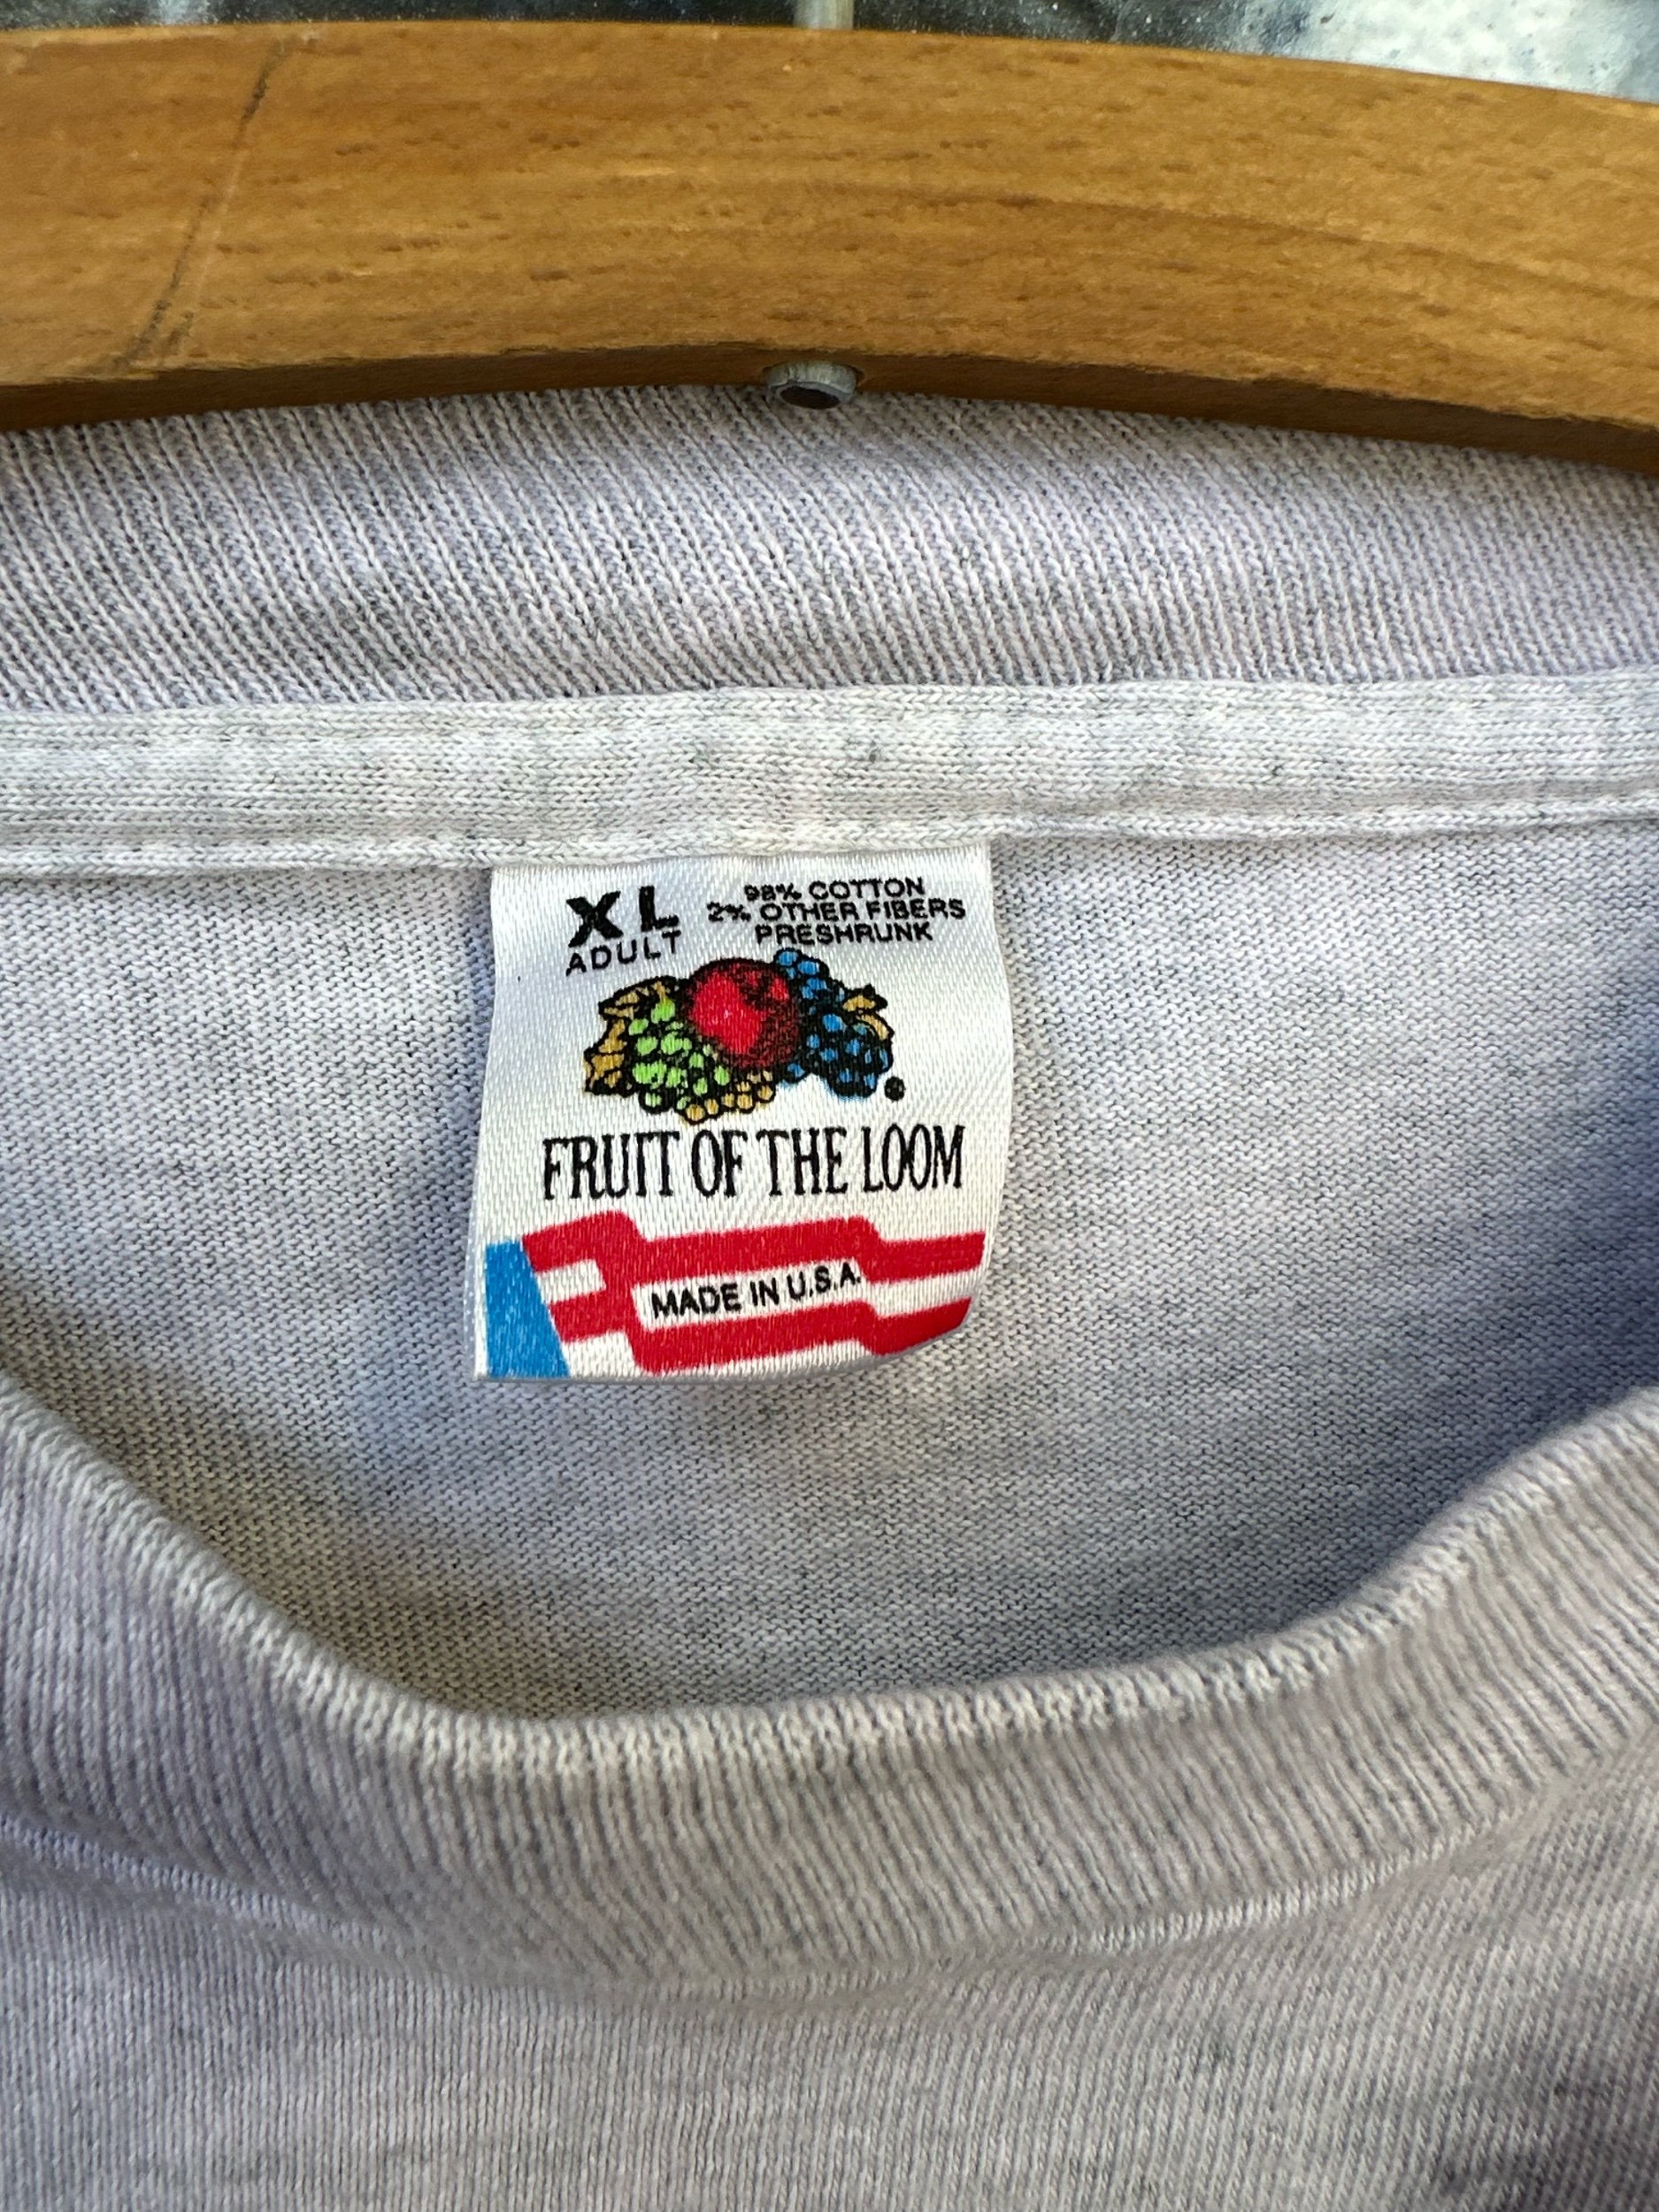 XL
ADULT
98% COTTON
2% OTHER FIBERS
PRESHRUNK
FRUIT OF THE LOOM
MADE IN U.S.A.